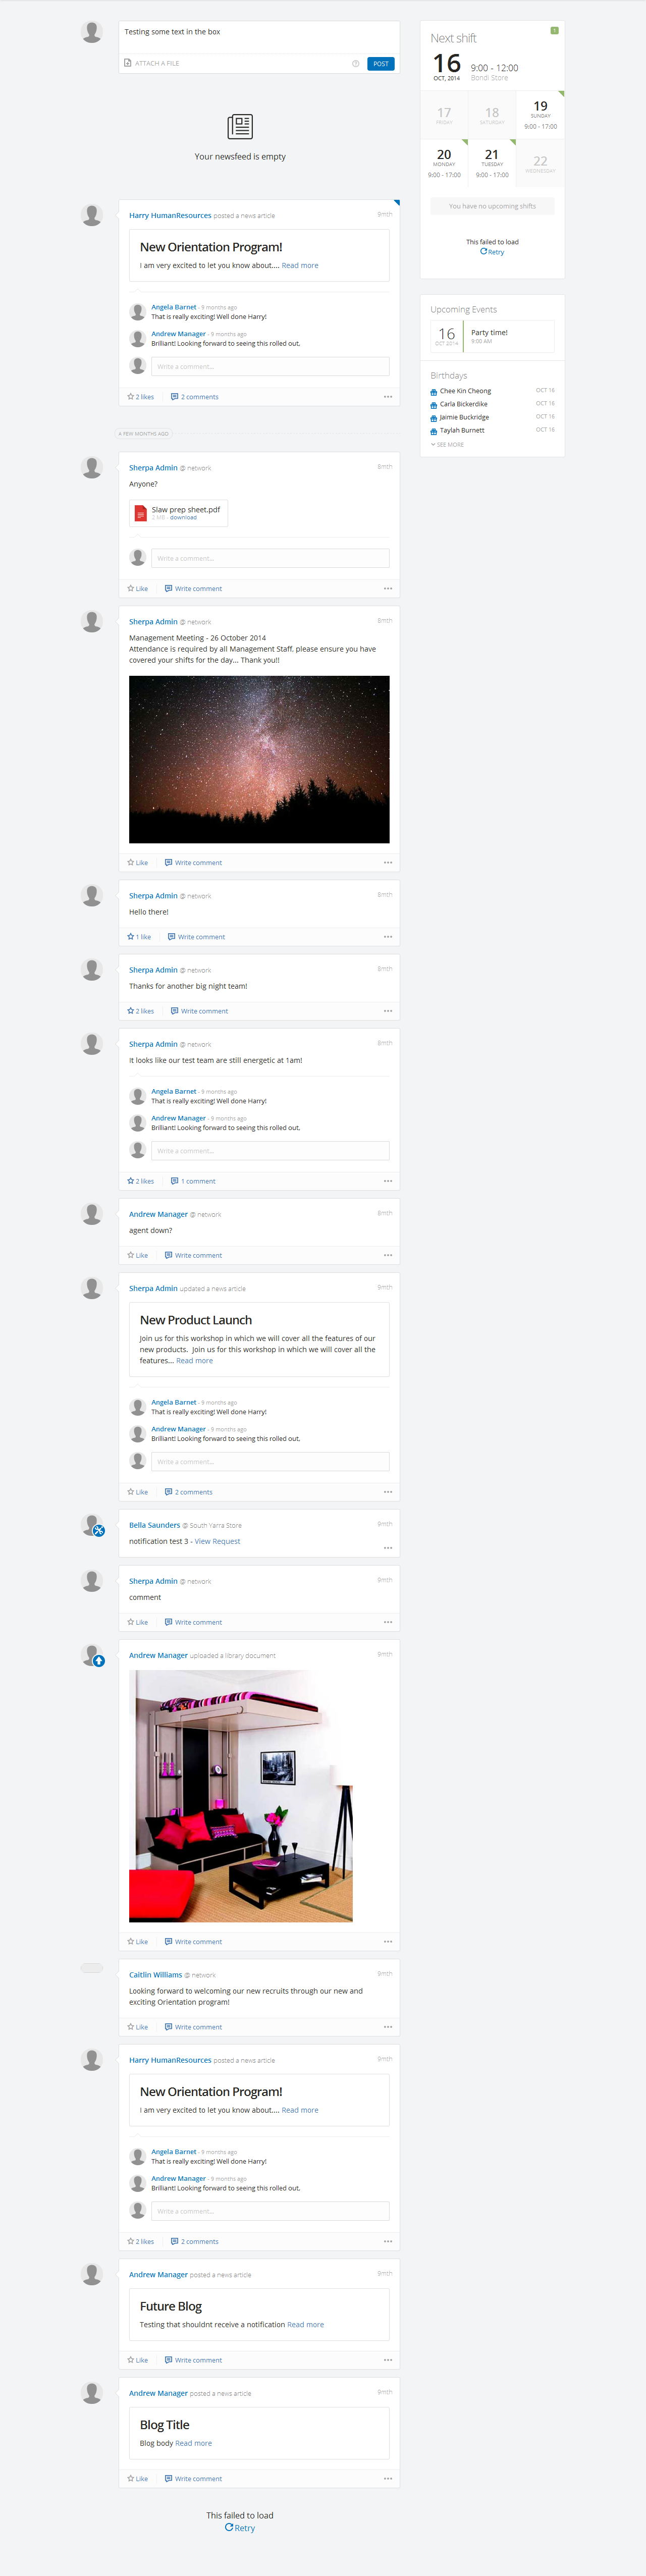 Testing some text in the box
ATTACH A FILE
POST
Your newsfeed is empty
Harry HumanResources posted a news article
9mth
New Orientation Program!
I am very excited to let you know about.... Read more
Angela Barnet - 9 months ago
That is really exciting! Well done Harry!
Andrew Manager - 9 months ago
Brilliant! Looking forward to seeing this rolled out.
Write a comment...
2 likes
2 comments
A FEW MONTHS AGO
Sherpa Admin @ network
8mth
Anyone?
Slaw prep sheet.pdf
2 MB - download
Write a comment...
Like
Write comment
Sherpa Admin @ network
8mth
Management Meeting - 26 October 2014
Attendance is required by all Management Staff, please ensure you have
covered your shifts for the day... Thank you!!
Like
Write comment
Sherpa Admin @ network
8mth
Hello there!
1 like
Write comment
Sherpa Admin @ network
8mth
Thanks for another big night team!
2 likes
Write comment
Sherpa Admin @ network
8mth
It looks like our test team are still energetic at 1am!
Angela Barnet - 9 months ago
That is really exciting! Well done Harry!
Andrew Manager - 9 months ago
Brilliant! Looking forward to seeing this rolled out.
Write a comment...
2 likes
1 comment
Andrew Manager @ network
8mth
agent down?
Like
Write comment
Sherpa Admin updated a news article
9mth
New Product Launch
Join us for this workshop in which we will cover all the features of our
new products. Join us for this workshop in which we will cover all the
features... Read more
Angela Barnet - 9 months ago
That is really exciting! Well done Harry!
Andrew Manager - 9 months ago
Brilliant! Looking forward to seeing this rolled out.
Write a comment...
Like
2 comments
Bella Saunders @ South Yarra Store
9mth
notification test 3 - View Request
Sherpa Admin @ network
9mth
comment
Like
Write comment
Andrew Manager uploaded a library document
9mth
Like
Write comment
Caitlin Williams @ network
9mth
Looking forward to welcoming our new recruits through our new and
exciting Orientation program!
Like
Write comment
Harry HumanResources posted a news article
9mth
New Orientation Program!
I am very excited to let you know about.... Read more
Angela Barnet - 9 months ago
That is really exciting! Well done Harry!
Andrew Manager - 9 months ago
Brilliant! Looking forward to seeing this rolled out.
Write a comment...
2 likes
2 comments
Andrew Manager posted a news article
9mth
Future Blog
Testing that shouldnt receive a notification Read more
Like
Write comment
Andrew Manager posted a news article
9mth
Blog Title
Blog body Read more
Like
Write comment
This failed to load
Retry
Next shift
16
OCT, 2014
9:00 - 12:00
Bondi Store
17
FRIDAY
18
SATURDAY
19
SUNDAY
9:00 - 17:00
20
MONDAY
9:00 - 17:00
21
TUESDAY
9:00 - 17:00
22
WEDNESDAY
You have no upcoming shifts
This failed to load
Retry
Upcoming Events
16
OCT 2014
Party time!
9:00 AM
Birthdays
Chee Kin Cheong
OCT 16
Carla Bickerdike
OCT 16
Jaimie Buckridge
OCT 16
Taylah Burnett
OCT 16
SEE MORE